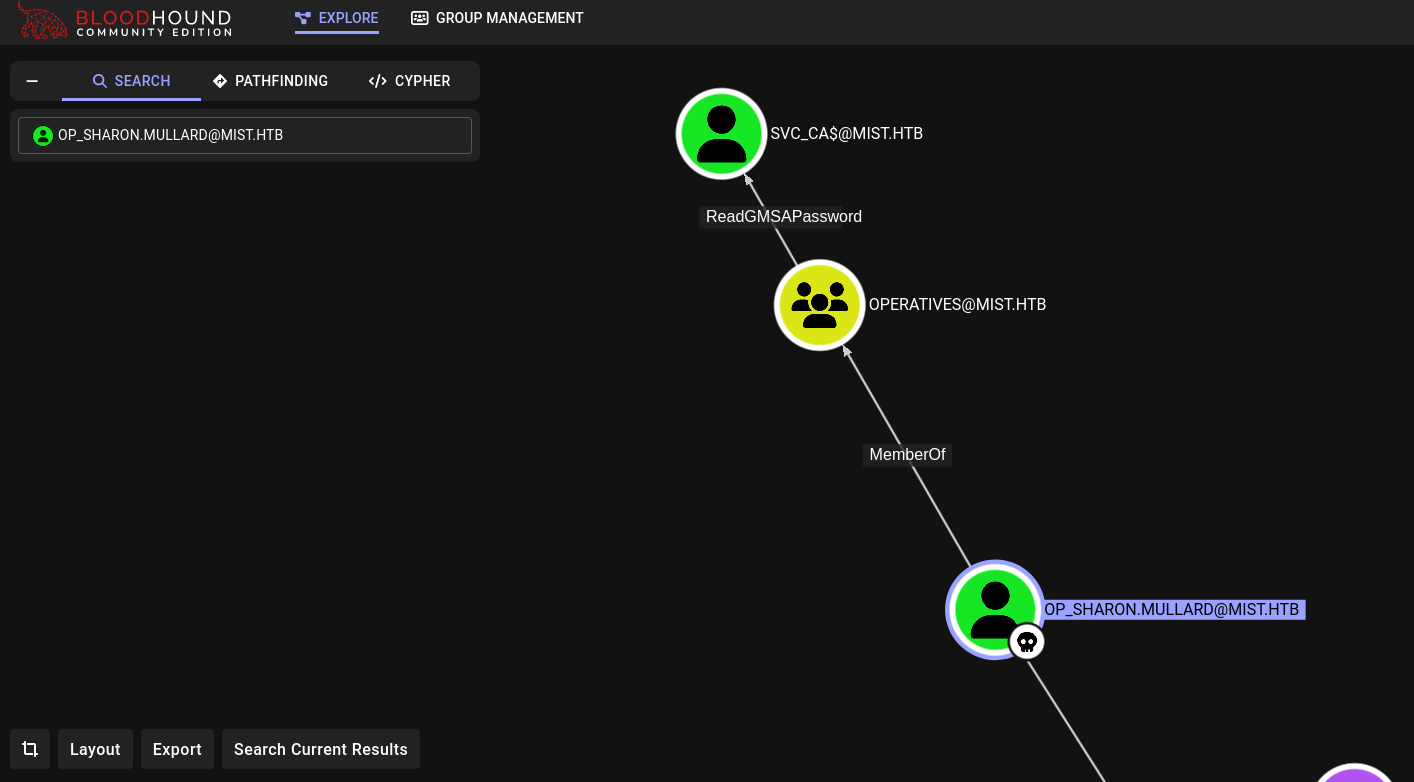 BLOODHOUND
COMMUNITY EDITION
EXPLORE
GROUP MANAGEMENT
SEARCH
PATHFINDING
CYPHER
OP_SHARON.MULLARD@MIST.HTB
SVC_CA$@MIST.HTB
ReadGMSAPassword
OPERATIVES@MIST.HTB
MemberOf
OP_SHARON.MULLARD@MIST.HTB
Layout
Export
Search Current Results